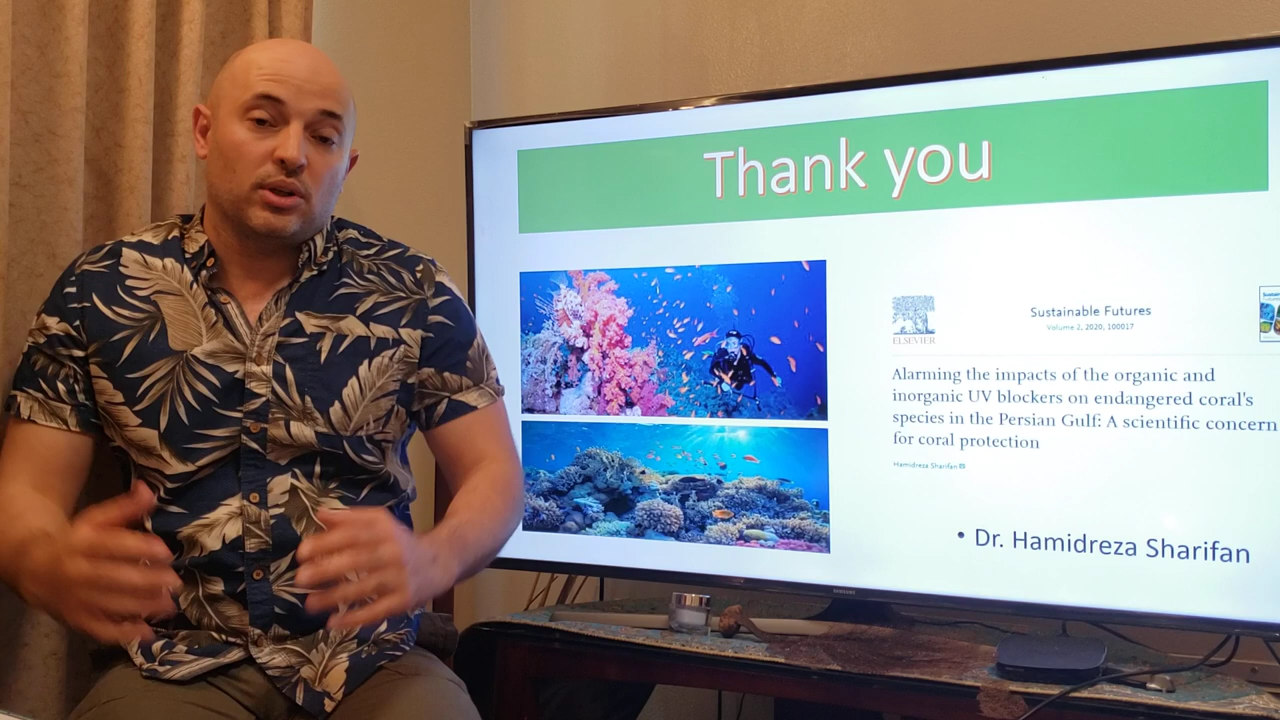 Thank you
ELSEVIER
Sustainable Futures
Volume 2, 2020, 100017
Alarming the impacts of the organic and
inorganic UV blockers on endangered coral's
species in the Persian Gulf: A scientific concern
for coral protection
Hamidreza Sharifan
• Dr. Hamidreza Sharifan
SAMSUNG